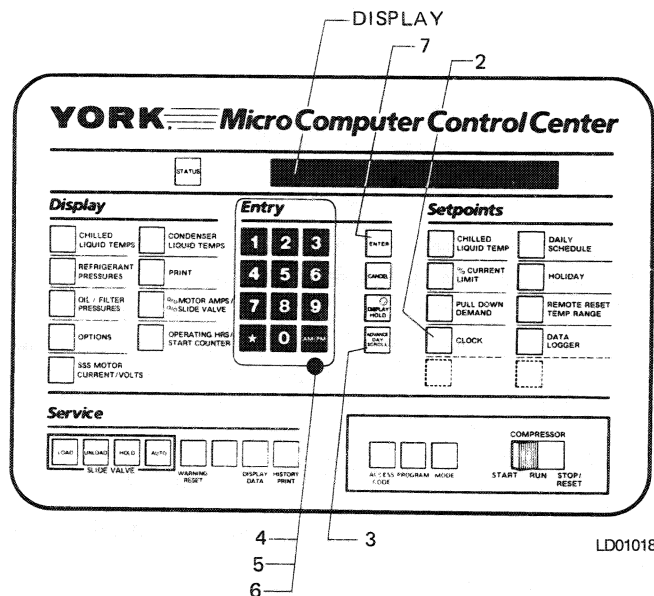 DISPLAY
7
2
YORK MicroComputer Control Center
STATUS
Display
CHILLED
LIQUID TEMPS
CONDENSER
LIQUID TEMPS
REFRIGERANT
PRESSURES
PRINT
OIL / FILTER
PRESSURES
% MOTOR AMPS /
% SLIDE VALVE
OPTIONS
OPERATING HRS/
START COUNTER
SSS MOTOR
CURRENT/VOLTS
Entry
1 2 3
4 5 6
7 8 9
* 0 AM/PM
ENTER
CANCEL
DISPLAY
HOLD
ADVANCE
DAY
SCROLL
Setpoints
CHILLED
LIQUID TEMP
DAILY
SCHEDULE
% CURRENT
LIMIT
HOLIDAY
PULL DOWN
DEMAND
REMOTE RESET
TEMP RANGE
CLOCK
DATA
LOGGER
Service
LOAD UNLOAD HOLD AUTO
SLIDE VALVE
WARNING
RESET
DISPLAY
DATA
HISTORY
PRINT
ACCESS
CODE
PROGRAM
MODE
COMPRESSOR
START RUN STOP/
RESET
4
5
6
3
LD01018